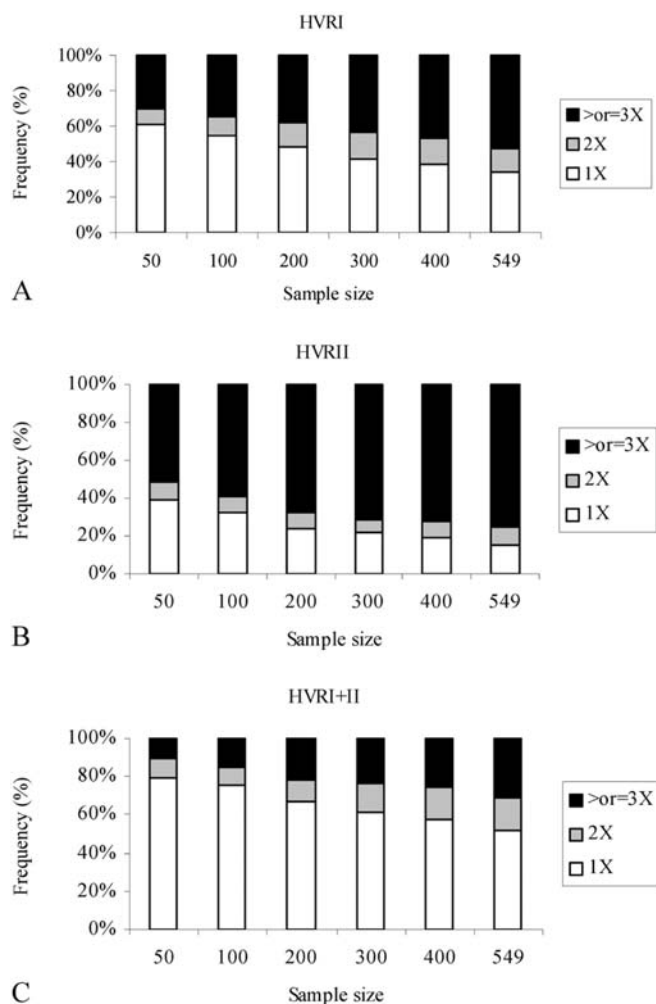 HVRI
100%
80%
60%
40%
20%
0%
Frequency (%)
50 100 200 300 400 549
Sample size
>or=3X
2X
1X
A
HVRII
100%
80%
60%
40%
20%
0%
Frequency (%)
50 100 200 300 400 549
Sample size
>or=3X
2X
1X
B
HVRI+II
100%
80%
60%
40%
20%
0%
Frequency (%)
50 100 200 300 400 549
Sample size
>or=3X
2X
1X
C